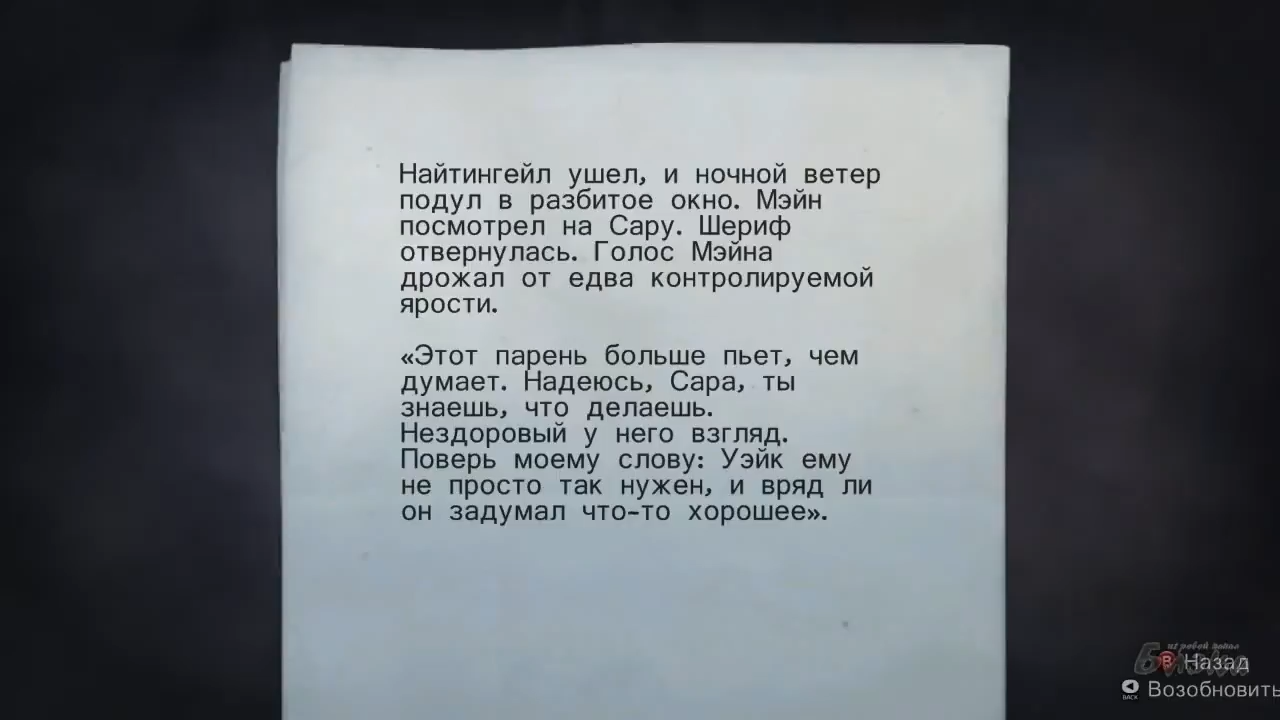 Найтингейл ушел, и ночной ветер
подул в разбитое окно. Мэйн
посмотрел на Сару. Шериф
отвернулась. Голос Мэйна
дрожал от едва контролируемой
ярости.
«Этот парень больше пьет, чем
думает. Надеюсь, Сара, ты
знаешь, что делаешь.
Нездоровый у него взгляд.
Поверь моему слову: Уэйк ему
не просто так нужен, и вряд ли
он задумал что-то хорошее».
B Назад
BACK Возобновить